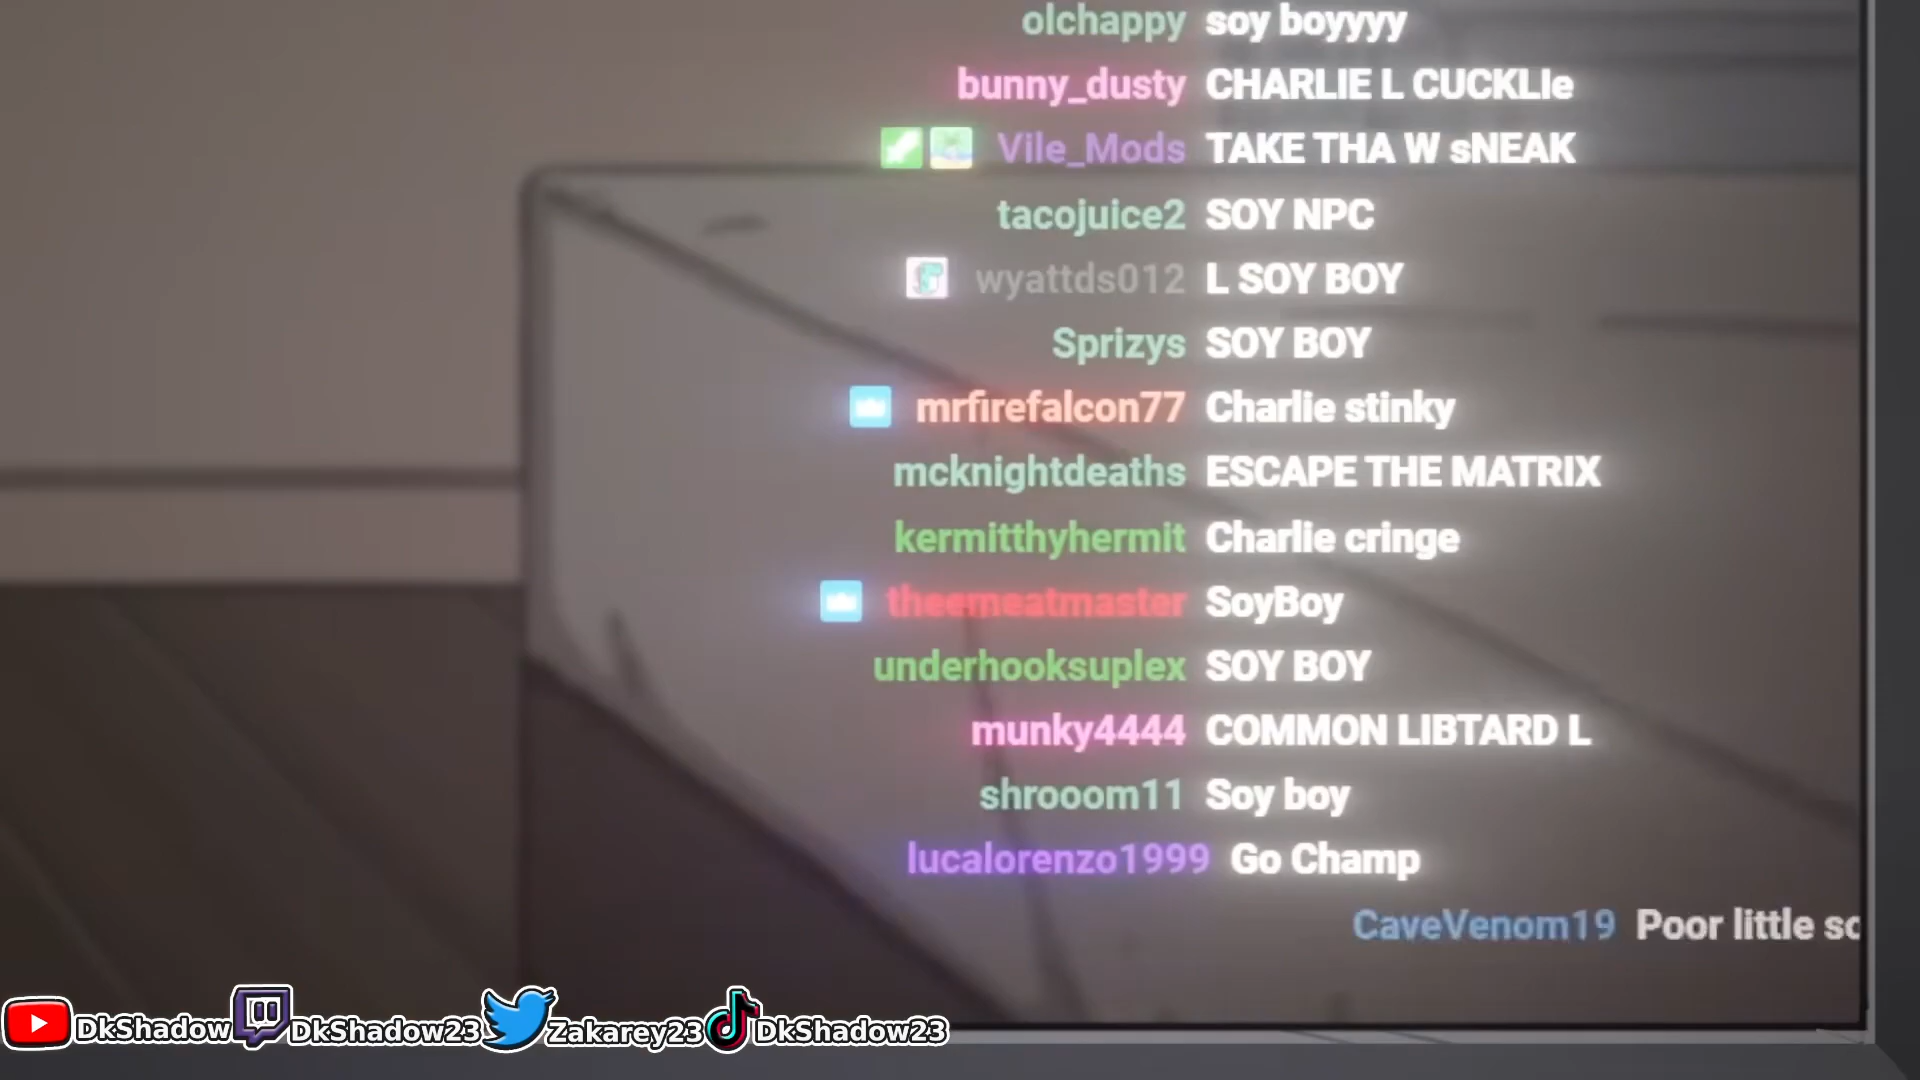 olchappy soy boyyyy
bunny_dusty CHARLIE L CUCKLIe
Vile_Mods TAKE THA W sNEAK
tacojuice2 SOY NPC
wyattds012 L SOY BOY
Sprizys SOY BOY
mrfirefalcon77 Charlie stinky
mcknightdeaths ESCAPE THE MATRIX
kermitthyhermit Charlie cringe
theemeatmaster SoyBoy
underhooksuplex SOY BOY
munky4444 COMMON LIBTARD L
shrooom11 Soy boy
lucalorenzo1999 Go Champ
CaveVenom19 Poor little
DkShadow DkShadow23 Zakarey23 DkShadow23